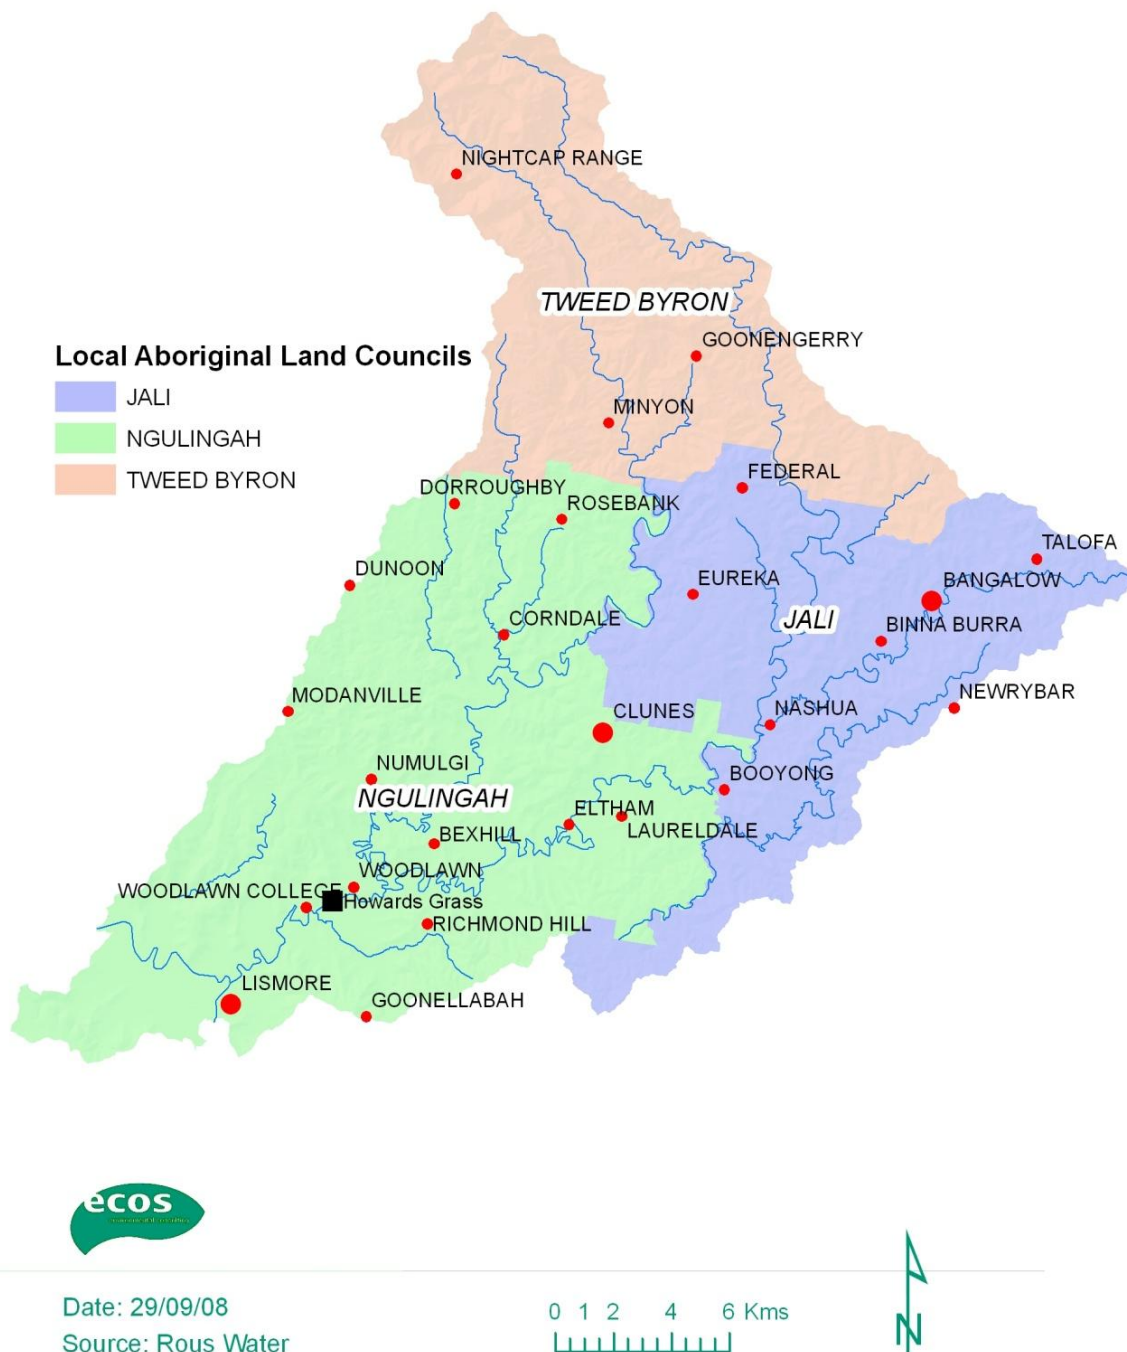 NIGHTCAP RANGE
TWEED BYRON
GOONENGERRY
Local Aboriginal Land Councils
JALI
NGULINGAH
TWEED BYRON
MINYON
FEDERAL
DORROUGHBY
ROSEBANK
TALOFA
DUNOON
EUREKA
BANGALOW
CORNDALE
JALI
BINNA BURRA
MODANVILLE
NEWRYBAR
CLUNES
NASHUA
NUMULGI
BOOYONG
NGULINGAH
ELTHAM
LAURELDALE
BEXHILL
WOODLAWN
WOODLAWN COLLEGE
Howards Grass
RICHMOND HILL
LISMORE
GOONELLABAH
ecos
Date: 29/09/08
0 1 2 4 6 Kms
Source: Rous Water
N